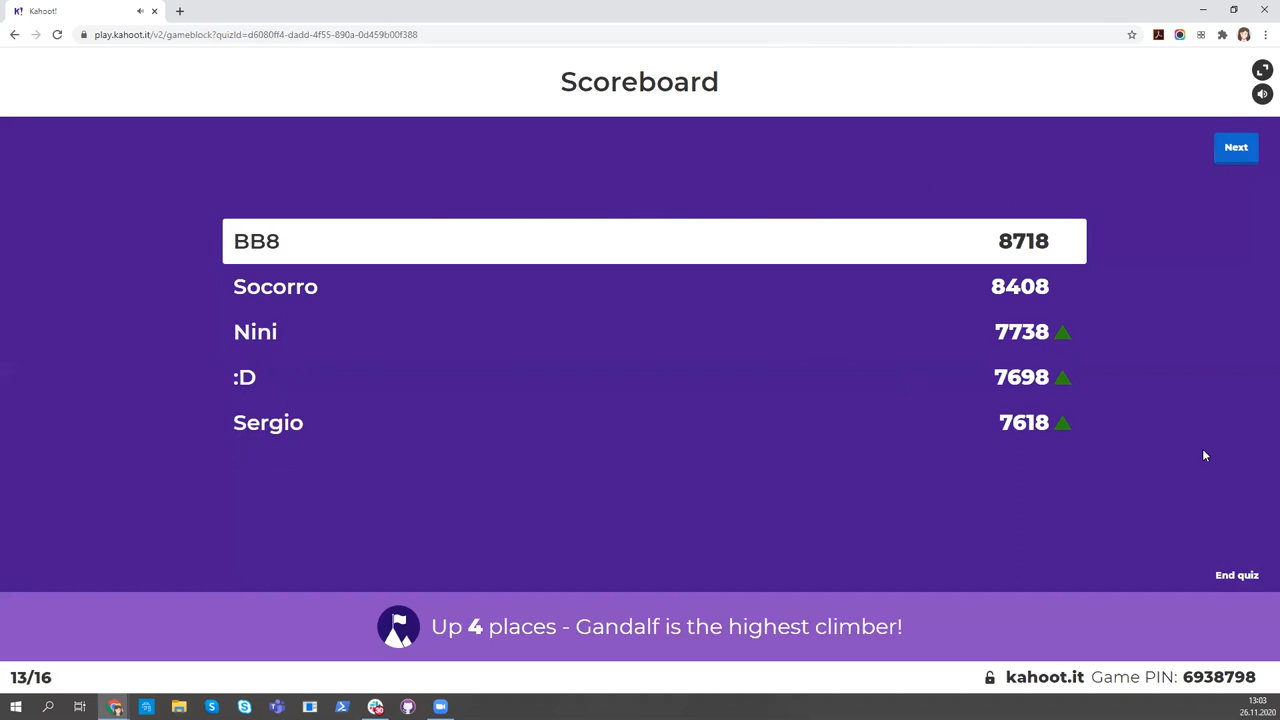 K! Kahoot!
play.kahoot.it/v2/gameblock?quizId=d6080ff4-dadd-4f55-890a-0d459b00f388
Scoreboard
Next
BB8 8718
Socorro 8408
Nini 7738
:D 7698
Sergio 7618
End quiz
Up 4 places - Gandalf is the highest climber!
13/16 kahoot.it Game PIN: 6938798
13:03
26.11.2020